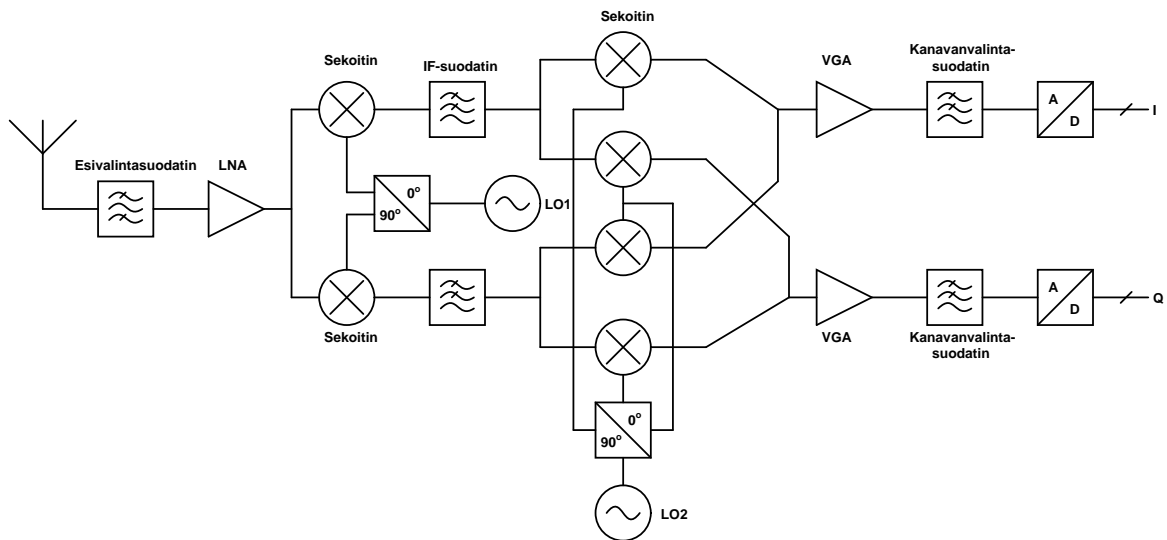 Sekoitin
Sekoitin
IF-suodatin
VGA
Kanavanvalinta-
suodatin
A
D
I
Esivalintasuodatin
LNA
0°
90°
LO1
Sekoitin
A
D
Q
VGA
Kanavanvalinta-
suodatin
0°
90°
LO2